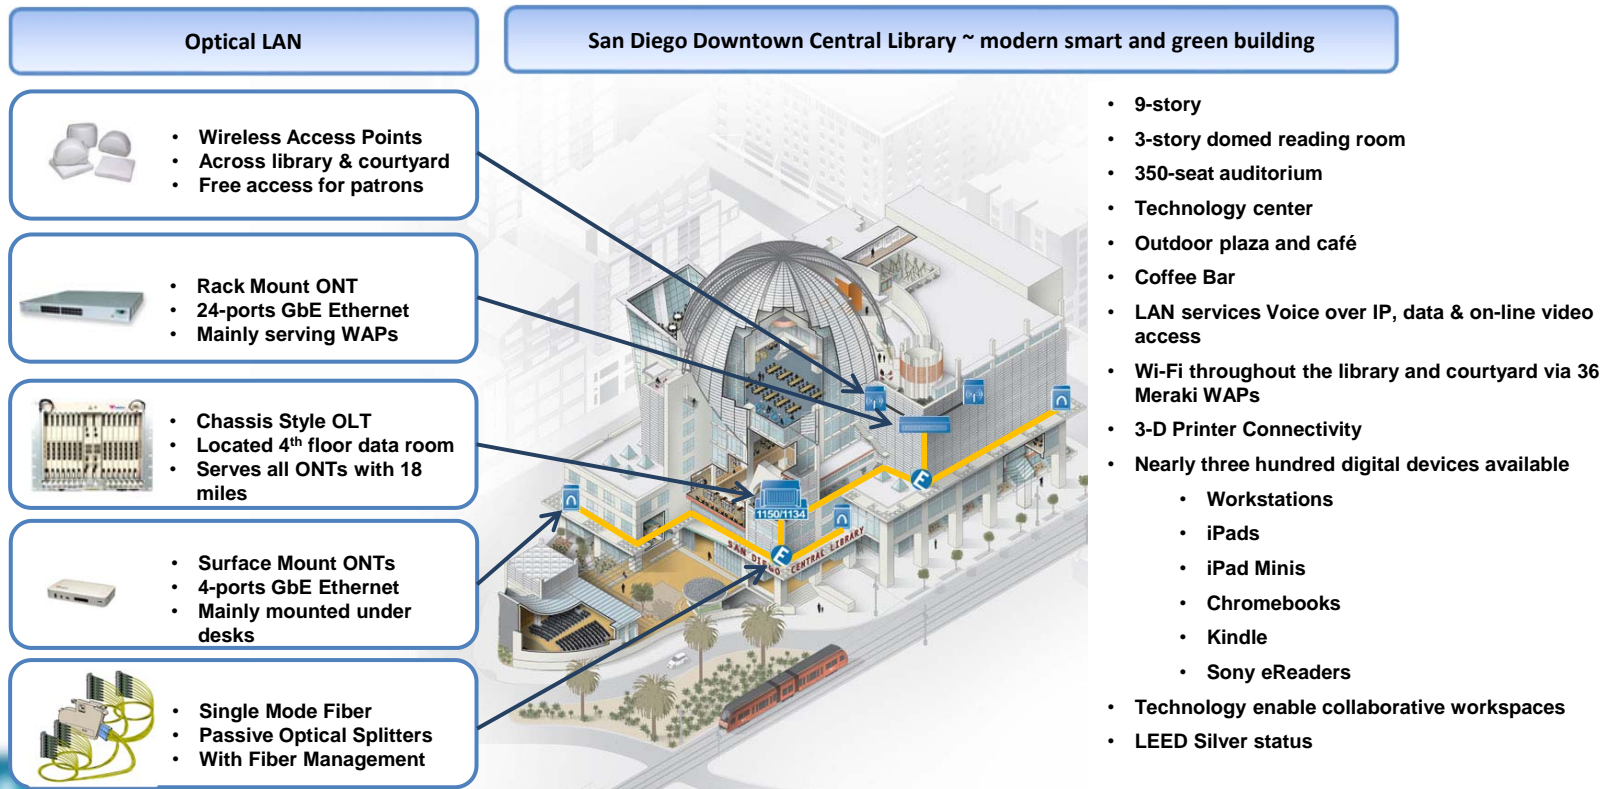 Optical LAN
San Diego Downtown Central Library ~ modern smart and green building
• Wireless Access Points
• Across library & courtyard
• Free access for patrons
• Rack Mount ONT
• 24-ports GbE Ethernet
• Mainly serving WAPs
• Chassis Style OLT
• Located 4th floor data room
• Serves all ONTs with 18
miles
• Surface Mount ONTs
• 4-ports GbE Ethernet
• Mainly mounted under
desks
• Single Mode Fiber
• Passive Optical Splitters
• With Fiber Management
1150/1134
E
E
SAN DIEGO CENTRAL LIBRARY
• 9-story
• 3-story domed reading room
• 350-seat auditorium
• Technology center
• Outdoor plaza and café
• Coffee Bar
• LAN services Voice over IP, data & on-line video
access
• Wi-Fi throughout the library and courtyard via 36
Meraki WAPs
• 3-D Printer Connectivity
• Nearly three hundred digital devices available
• Workstations
• iPads
• iPad Minis
• Chromebooks
• Kindle
• Sony eReaders
• Technology enable collaborative workspaces
• LEED Silver status